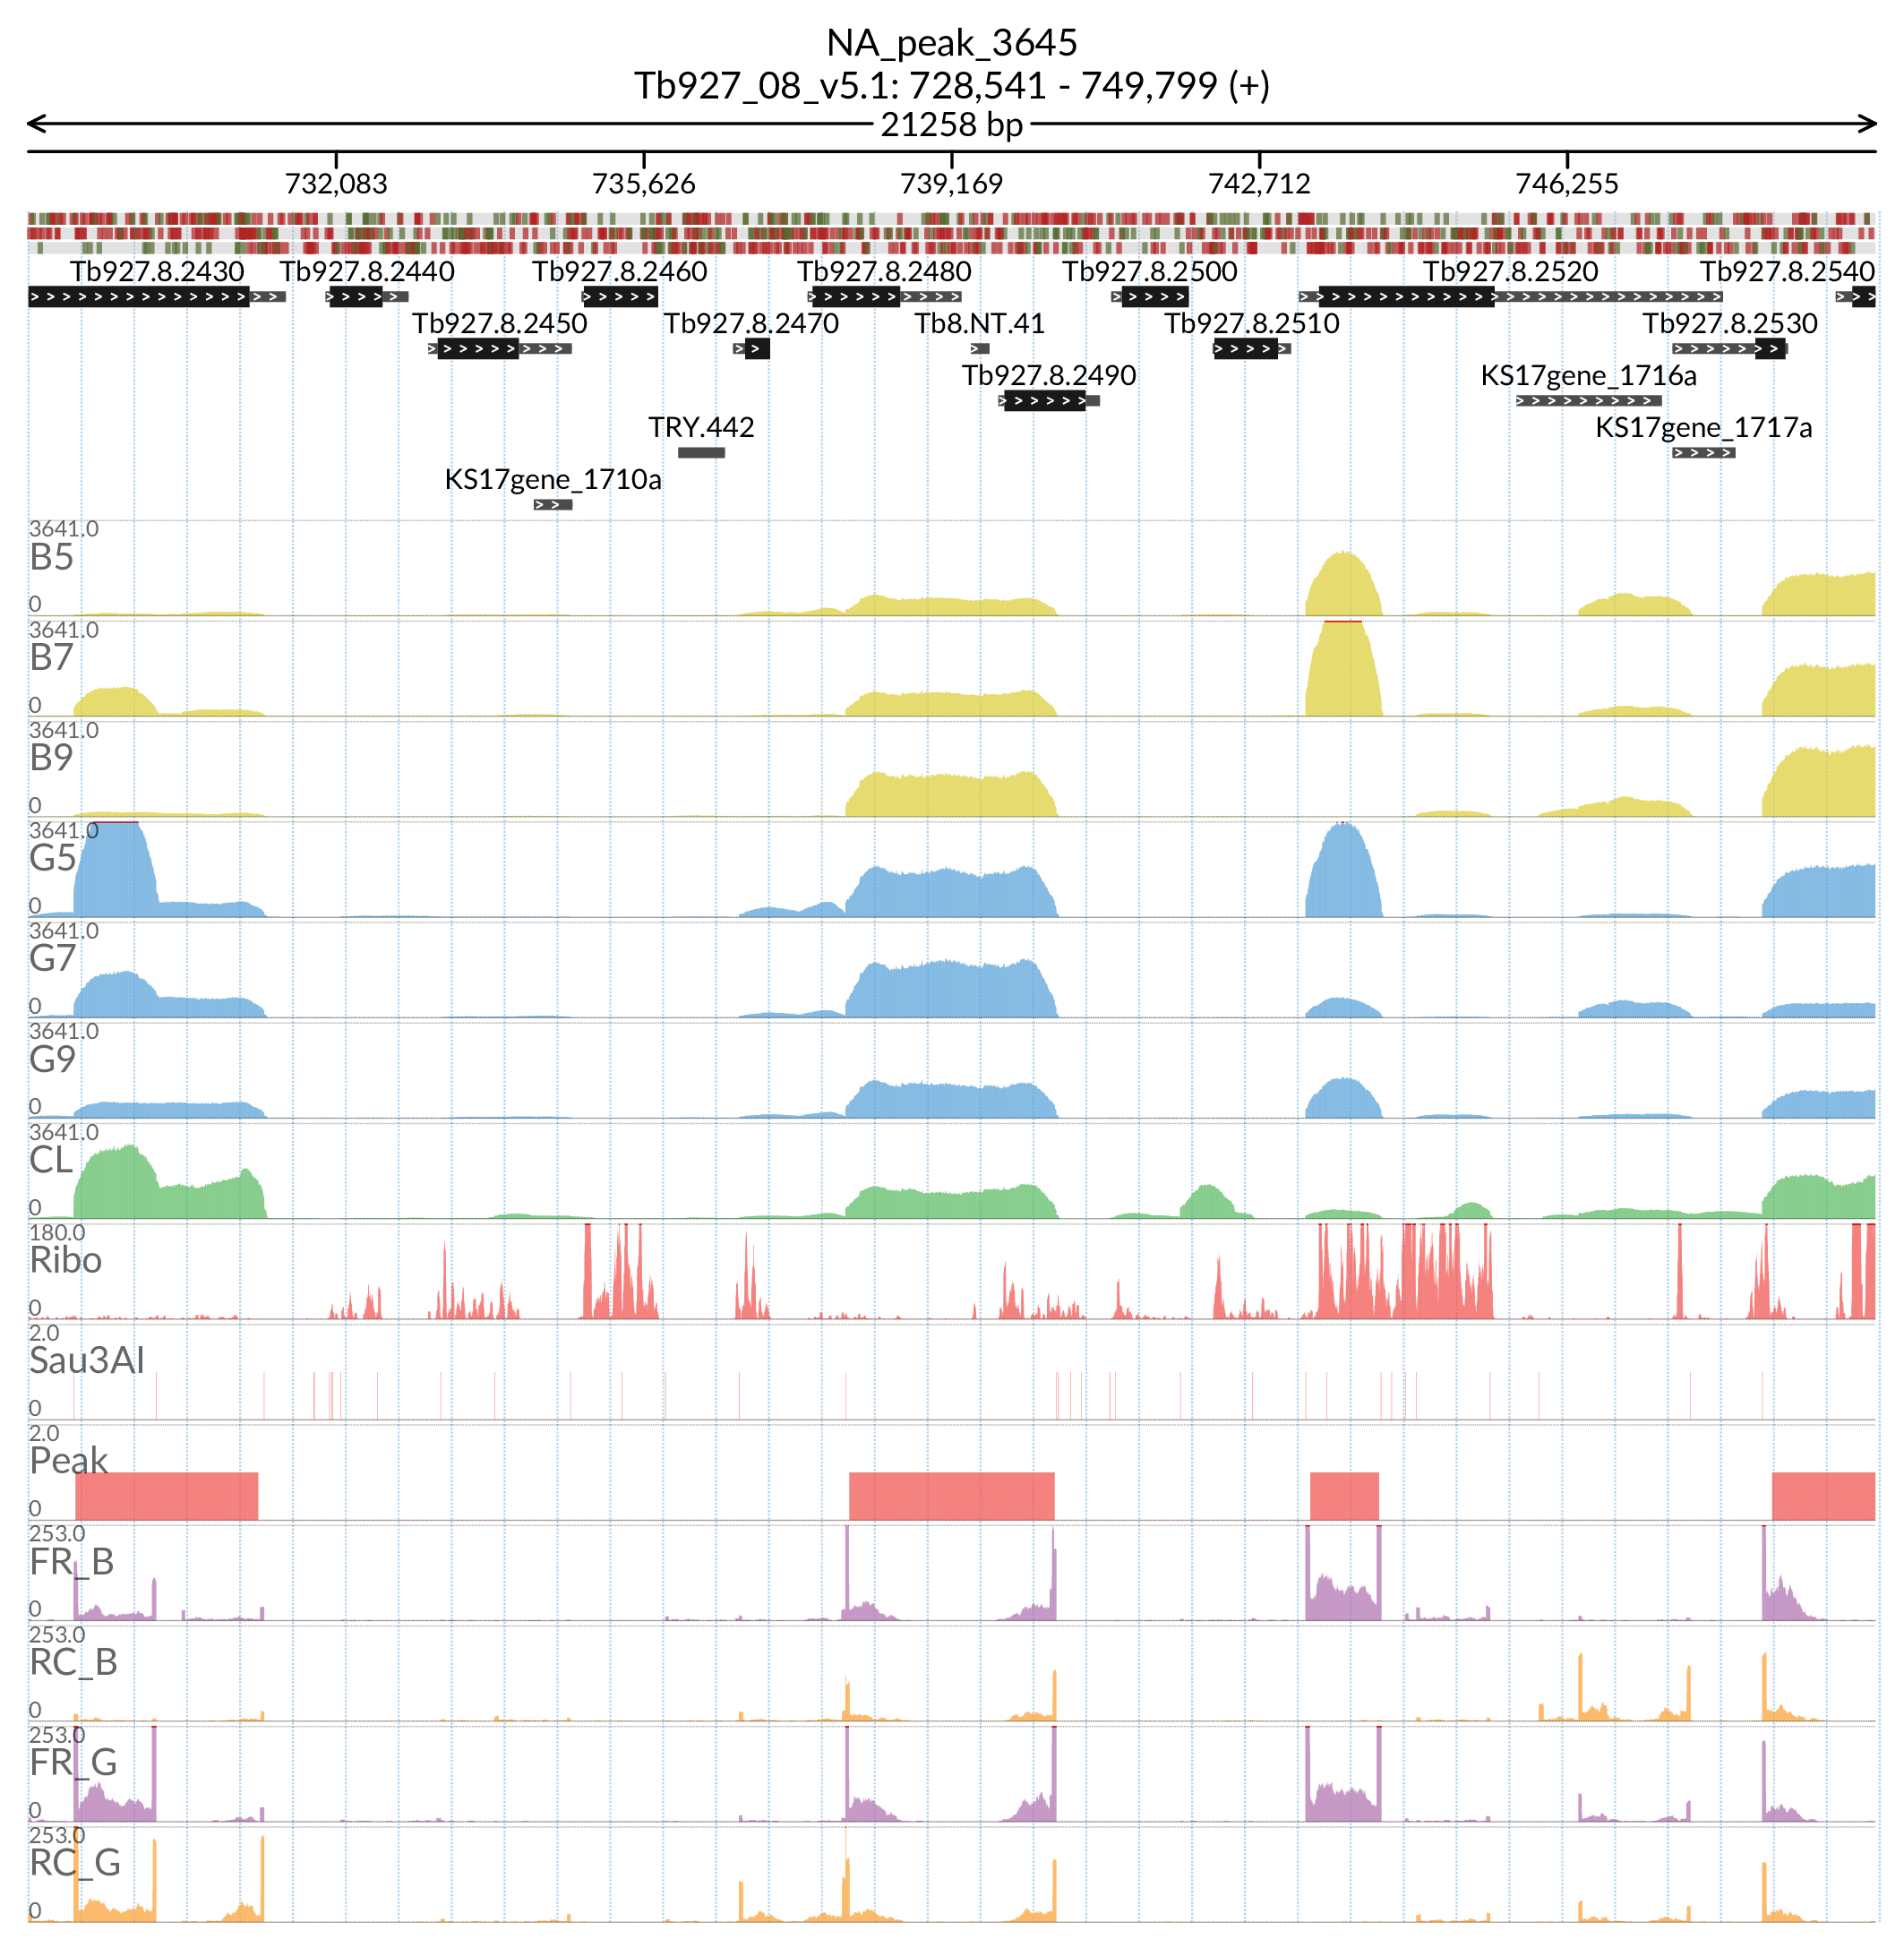 NA_peak_3645
Tb927_08_v5.1: 728,541 - 749,799 (+)
21258 bp
732,083 735,626 739,169 742,712 746,255
Tb927.8.2430 Tb927.8.2440 Tb927.8.2460 Tb927.8.2480 Tb927.8.2500 Tb927.8.2520 Tb927.8.2540
Tb927.8.2450 Tb927.8.2470 Tb8.NT.41 Tb927.8.2510 Tb927.8.2530
Tb927.8.2490 KS17gene_1716a
TRY.442 KS17gene_1717a
KS17gene_1710a
3641.0
B5
0
3641.0
B7
0
3641.0
B9
0
3641.0
G5
0
3641.0
G7
0
3641.0
G9
0
3641.0
CL
0
180.0
Ribo
0
2.0
Sau3AI
0
2.0
Peak
0
253.0
FR_B
0
253.0
RC_B
0
253.0
FR_G
0
253.0
RC_G
0